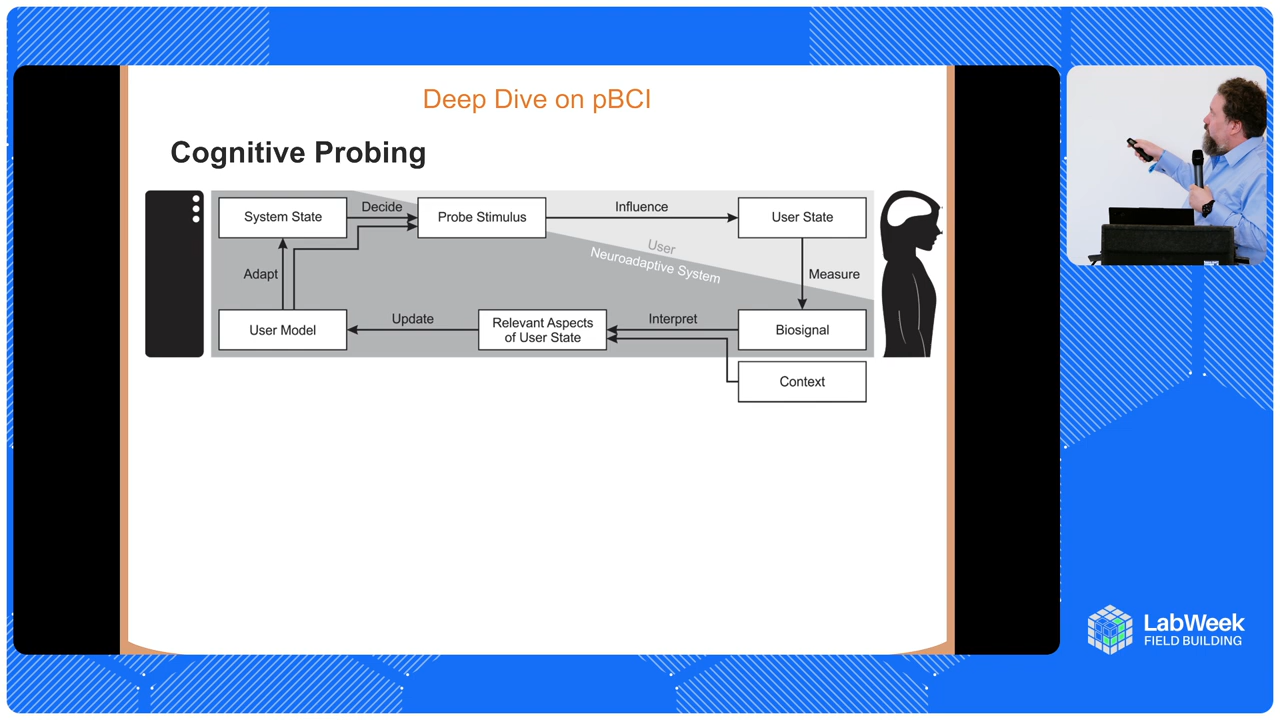 Deep Dive on pBCI
Cognitive Probing
System State
Decide
Probe Stimulus
Influence
User State
User
Neuroadaptive System
Adapt
Measure
User Model
Update
Relevant Aspects
of User State
Interpret
Biosignal
Context
LabWeek
FIELD BUILDING